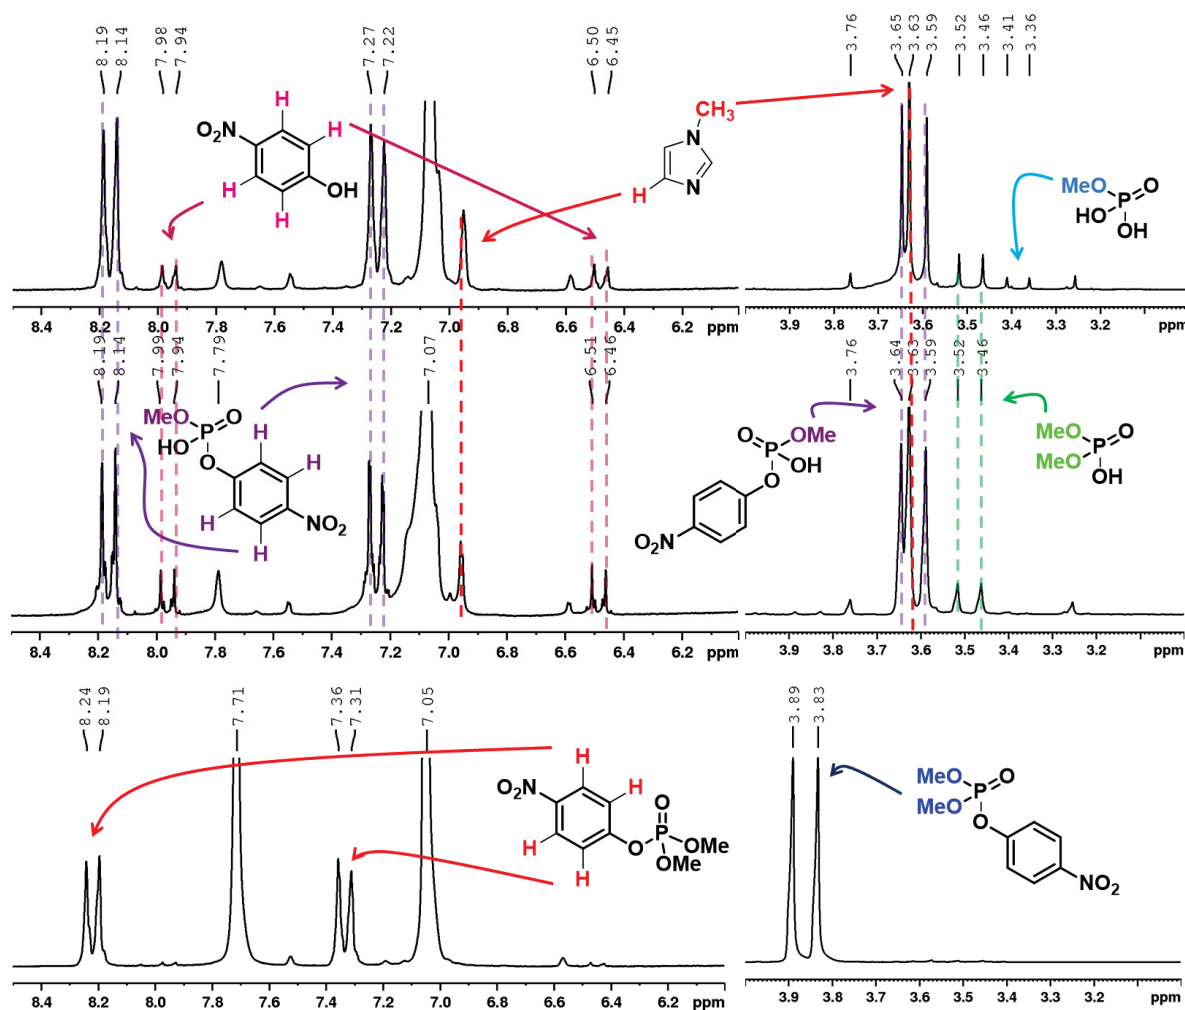 8.19 8.14 7.98 7.94 7.27 7.22 6.50 6.45
3.76 3.65 3.63 3.59 3.52 3.46 3.41 3.36
H
O2N H
H OH
H
CH3
N
H N
MeO O
P
HO OH
8.4 8.2 8.0 7.8 7.6 7.4 7.2 7.0 6.8 6.6 6.4 6.2 ppm
3.9 3.8 3.7 3.6 3.5 3.4 3.3 3.2 ppm
8.19 8.14 7.99 7.94 7.79 7.07 6.51 6.46
3.76 3.64 3.63 3.59 3.52 3.46
MeO O
P
HO
O
H
H
H
H
NO2
O
OMe
P
OH
O
O2N
MeO O
P
MeO OH
8.4 8.2 8.0 7.8 7.6 7.4 7.2 7.0 6.8 6.6 6.4 6.2 ppm
3.9 3.8 3.7 3.6 3.5 3.4 3.3 3.2 ppm
8.24 8.19 7.71 7.36 7.31 7.05
3.89 3.83
H
O2N H
O
P
H O OMe
OMe
H
MeO O
P
MeO
O
NO2
8.4 8.2 8.0 7.8 7.6 7.4 7.2 7.0 6.8 6.6 6.4 6.2 ppm
3.9 3.8 3.7 3.6 3.5 3.4 3.3 3.2 ppm